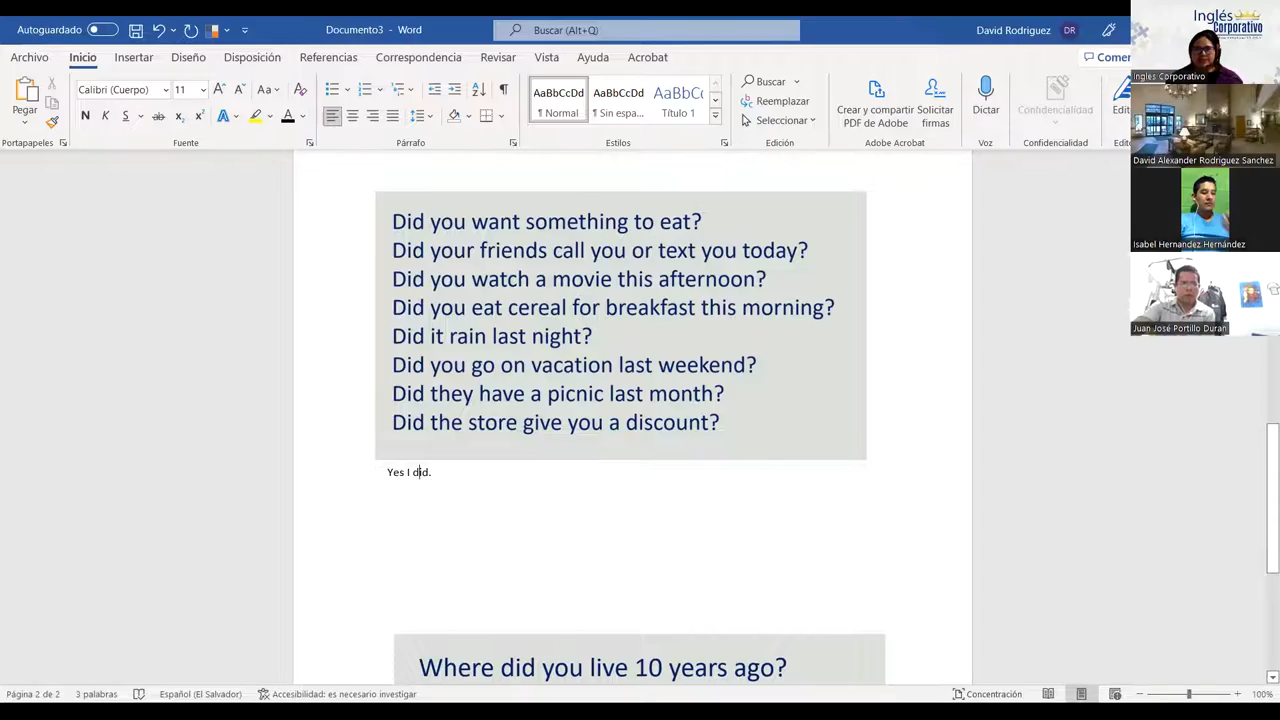 Autoguardado
Documento3 - Word
Buscar (Alt+Q)
David Rodriguez
DR
Archivo
Inicio
Insertar
Diseño
Disposición
Referencias
Correspondencia
Revisar
Vista
Ayuda
Acrobat
Comer
Pegar
Calibri (Cuerpo)
11
AaBbCcDd
¶ Normal
AaBbCcDd
¶ Sin espa...
AaBbCc
Título 1
Buscar
Reemplazar
Seleccionar
Crear y compartir
PDF de Adobe
Solicitar
firmas
Dictar
Confidencialidad
Edito
Portapapeles
Fuente
Párrafo
Estilos
Edición
Adobe Acrobat
Voz
Confidencialidad
Edito
Did you want something to eat?
Did your friends call you or text you today?
Did you watch a movie this afternoon?
Did you eat cereal for breakfast this morning?
Did it rain last night?
Did you go on vacation last weekend?
Did they have a picnic last month?
Did the store give you a discount?
Yes I did.
Where did you live 10 years ago?
Página 2 de 2
3 palabras
Español (El Salvador)
Accesibilidad: es necesario investigar
Concentración
100%
Inglés
Corporativo
Ingles Corporativo
David Alexander Rodriguez Sanchez
Isabel Hernandez Hernández
Juan José Portillo Duran